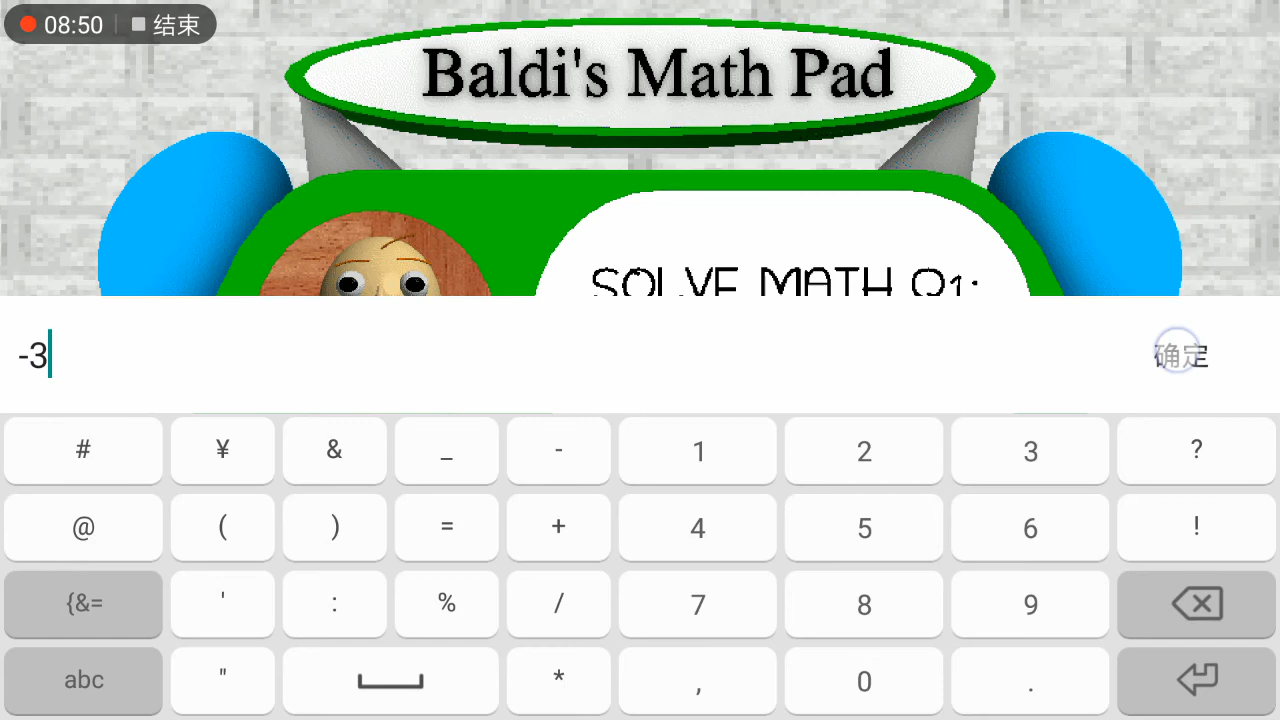 08:50 结束
Baldi's Math Pad
SOLVE MATH Q1:
-3 确定
# ¥ & _ - 1 2 3 ?
@ ( ) = + 4 5 6 !
{&= ' : % / 7 8 9
abc " * , 0 .